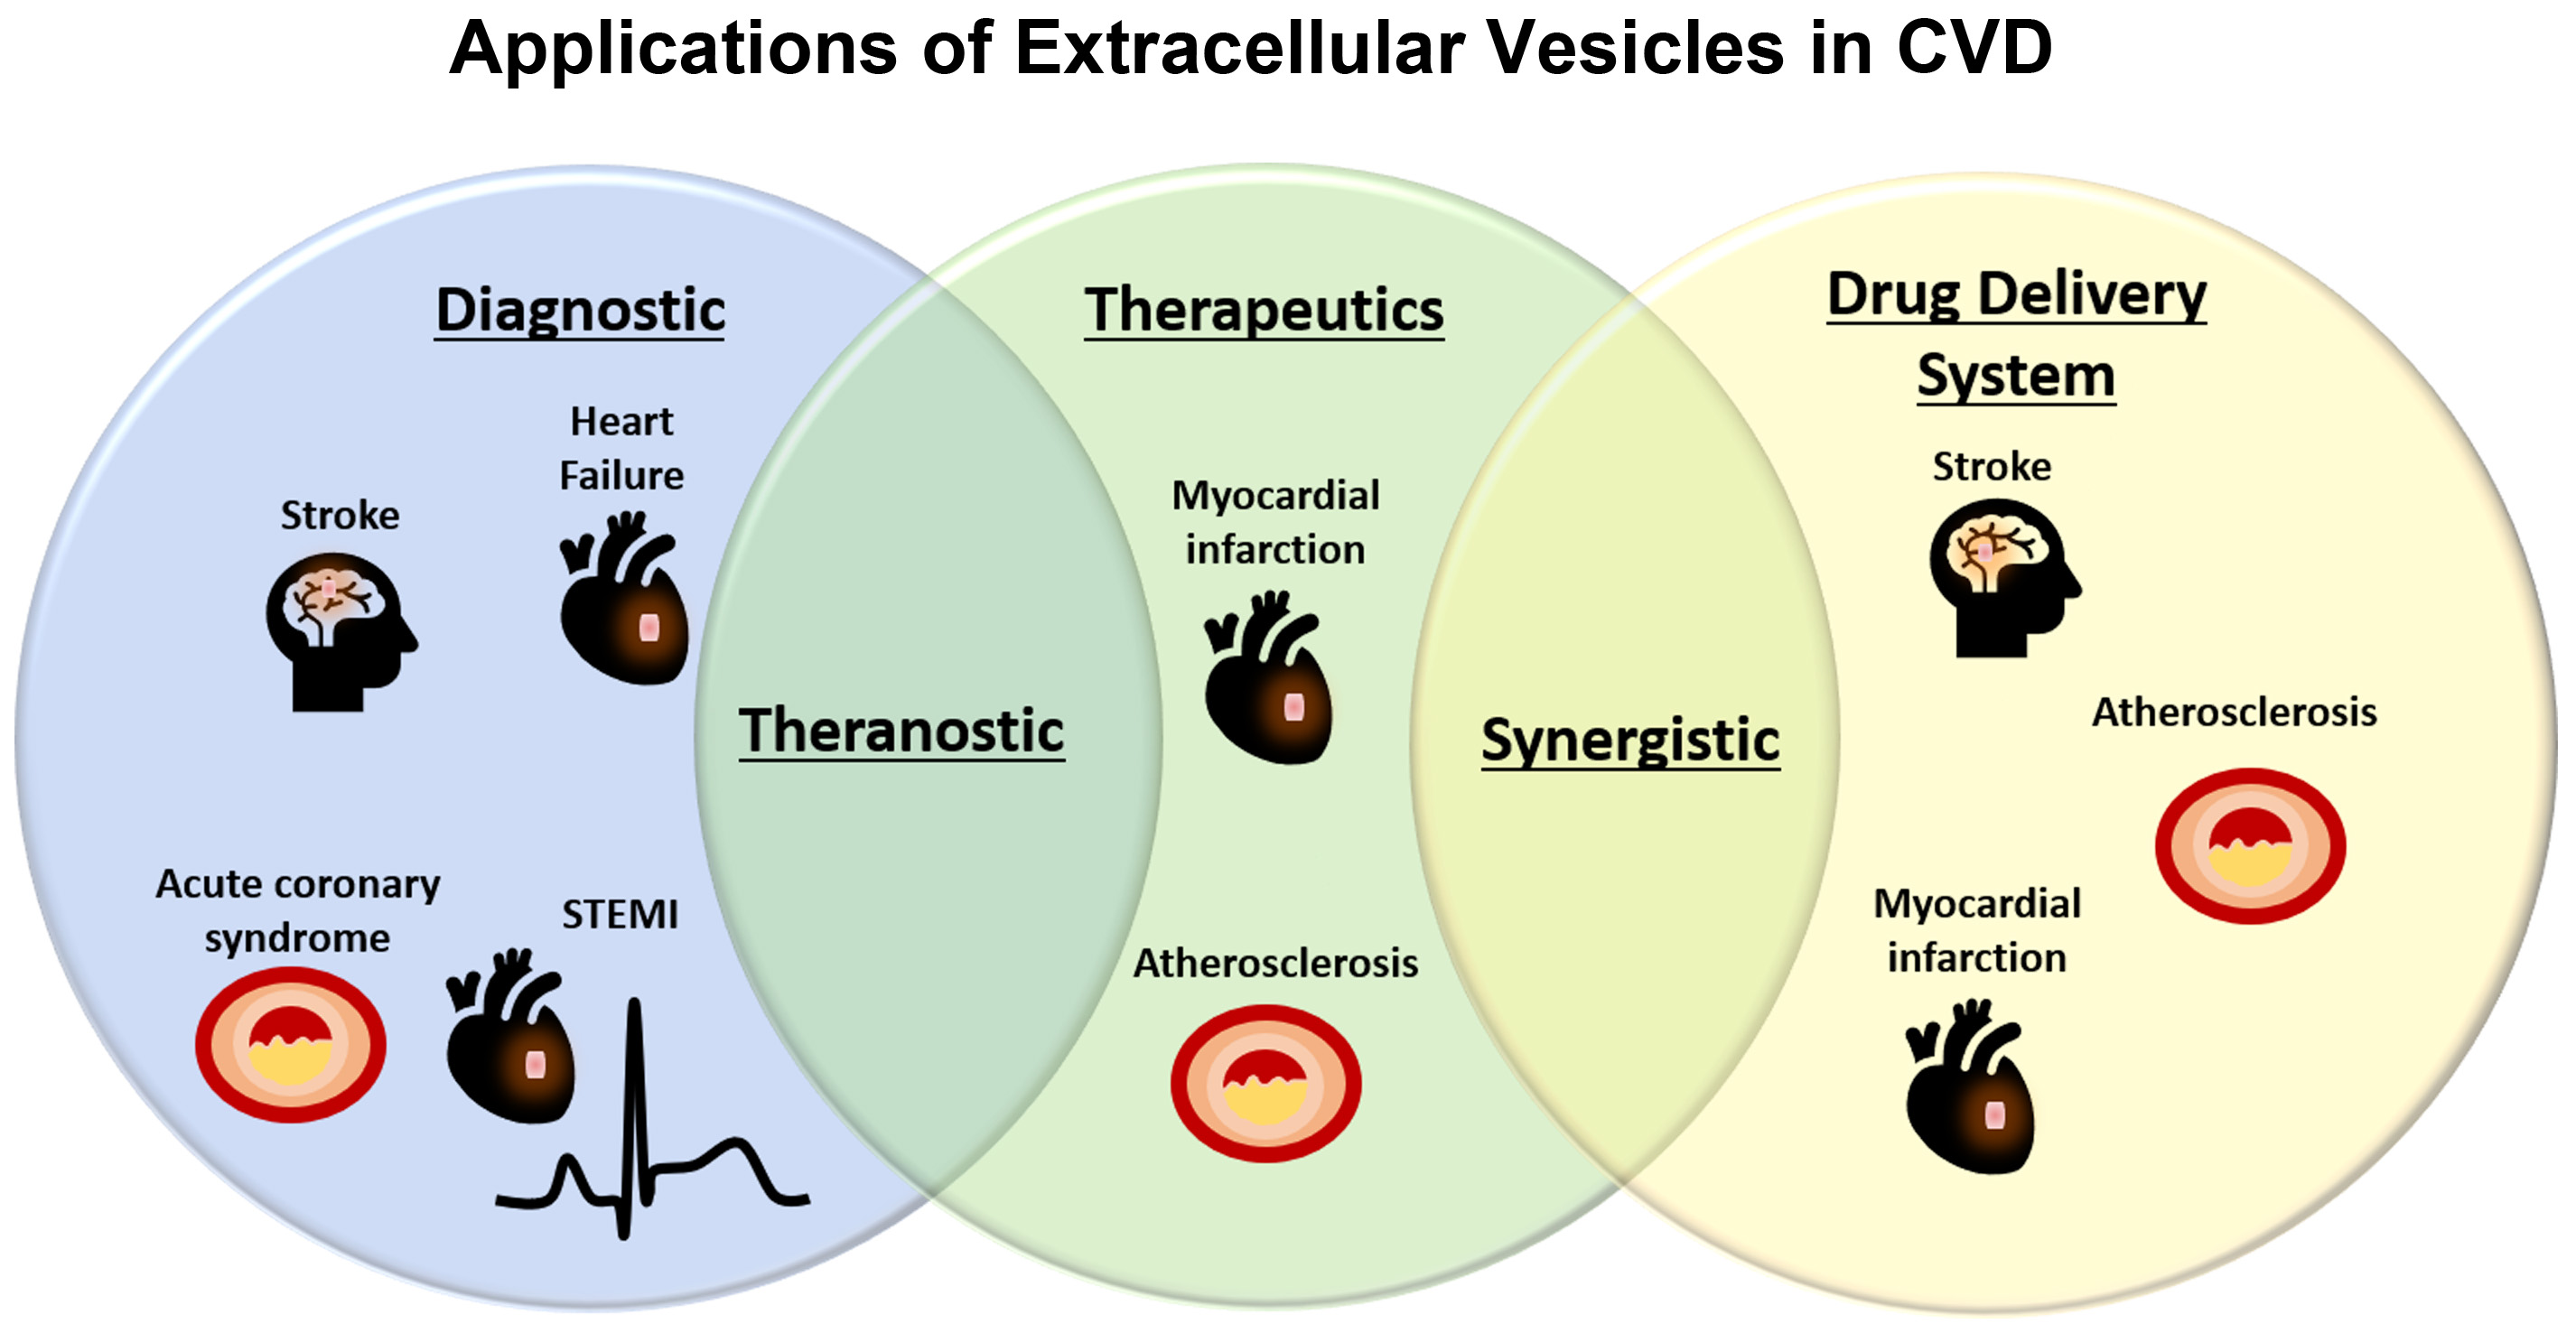 Applications of Extracellular Vesicles in CVD
Diagnostic
Heart
Failure
Stroke
Acute coronary
syndrome
STEMI
Theranostic
Therapeutics
Myocardial
infarction
Atherosclerosis
Synergistic
Drug Delivery
System
Stroke
Atherosclerosis
Myocardial
infarction